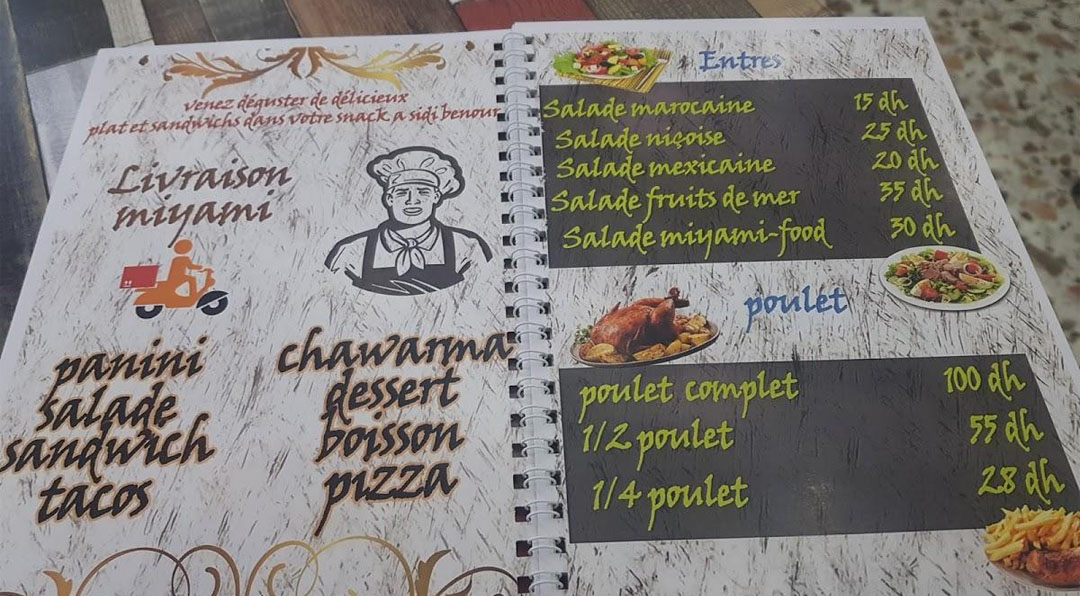 venez déguster de délicieux
plat et sandwichs dans votre snack a sidi benour
Livraison
miyami
panini
salade
sandwich
tacos
chawarma
dessert
boisson
pizza
Entres
Salade marocaine 15 dh
Salade niçoise 25 dh
Salade mexicaine 20 dh
Salade fruits de mer 35 dh
Salade miyami-food 30 dh
poulet
poulet complet 100 dh
1/2 poulet 55 dh
1/4 poulet 28 dh